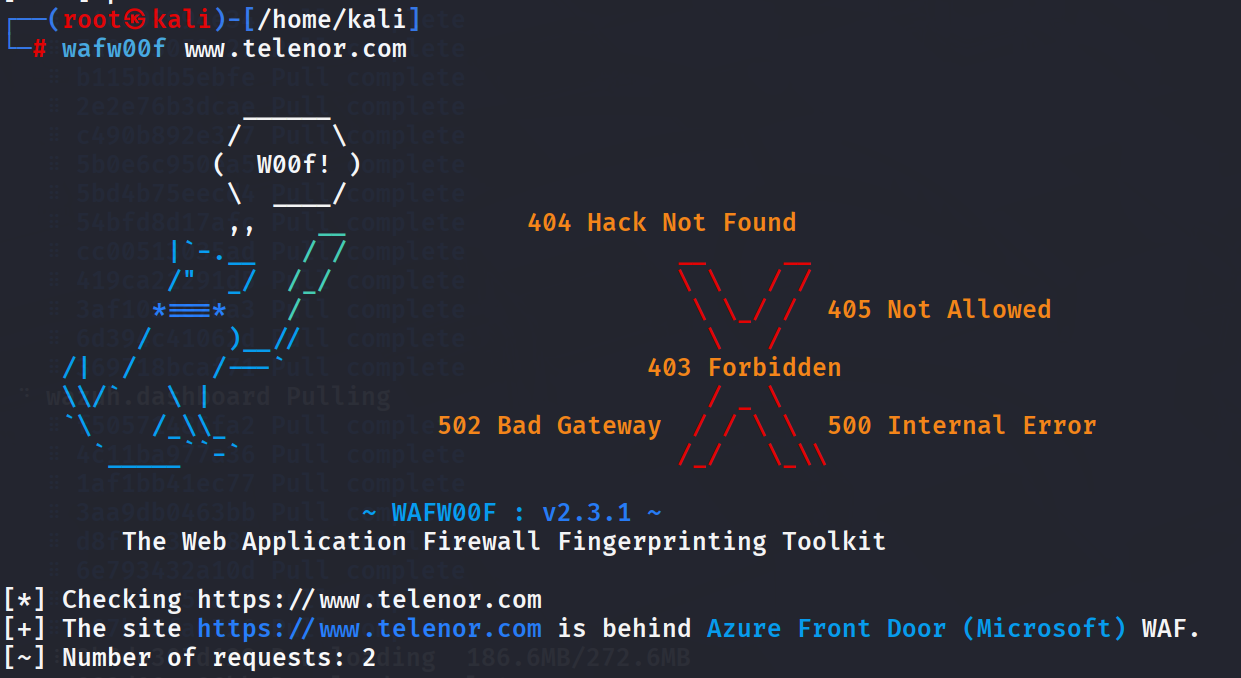 ┌──(root㉿kali)-[/home/kali]
└─# wafw00f www.telenor.com
W00f!
404 Hack Not Found
405 Not Allowed
403 Forbidden
502 Bad Gateway
500 Internal Error
~ WAFW00F : v2.3.1 ~
The Web Application Firewall Fingerprinting Toolkit
[*] Checking https://www.telenor.com
[+] The site https://www.telenor.com is behind Azure Front Door (Microsoft) WAF.
[~] Number of requests: 2